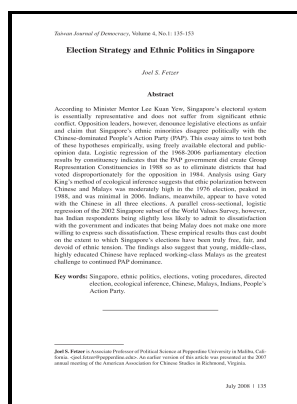 Taiwan Journal of Democracy, Volume 4, No.1: 135-153
Election Strategy and Ethnic Politics in Singapore
Joel S. Fetzer
Abstract
According to Minister Mentor Lee Kuan Yew, Singapore's electoral system
is essentially representative and does not suffer from significant ethnic
conflict. Opposition leaders, however, denounce legislative elections as unfair
and claim that Singapore's ethnic minorities disagree politically with the
Chinese-dominated People's Action Party (PAP). This essay aims to test both
of these hypotheses empirically, using freely available electoral and public-
opinion data. Logistic regression of the 1968-2006 parliamentary election
results by constituency indicates that the PAP government did create Group
Representation Constituencies in 1988 so as to eliminate districts that had
voted disproportionately for the opposition in 1984. Analysis using Gary
King's method of ecological inference suggests that ethnic polarization between
Chinese and Malays was moderately high in the 1976 election, peaked in
1988, and was minimal in 2006. Indians, meanwhile, appear to have voted
with the Chinese in all three elections. A parallel cross-sectional, logistic
regression of the 2002 Singapore subset of the World Values Survey, however,
has Indian respondents being slightly less likely to admit to dissatisfaction
with the government and indicates that being Malay does not make one more
willing to express such dissatisfaction. These empirical results thus cast doubt
on the extent to which Singapore's elections have been truly free, fair, and
devoid of ethnic tension. The findings also suggest that young, middle-class,
highly educated Chinese have replaced working-class Malays as the greatest
challenge to continued PAP dominance.
Key words: Singapore, ethnic politics, elections, voting procedures, directed
election, ecological inference, Chinese, Malays, Indians, People's
Action Party.
Joel S. Fetzer is Associate Professor of Political Science at Pepperdine University in Malibu, Cali-
fornia. <joel.fetzer@pepperdine.edu>. An earlier version of this article was presented at the 2007
annual meeting of the American Association for Chinese Studies in Richmond, Virginia.
July 2008 | 135